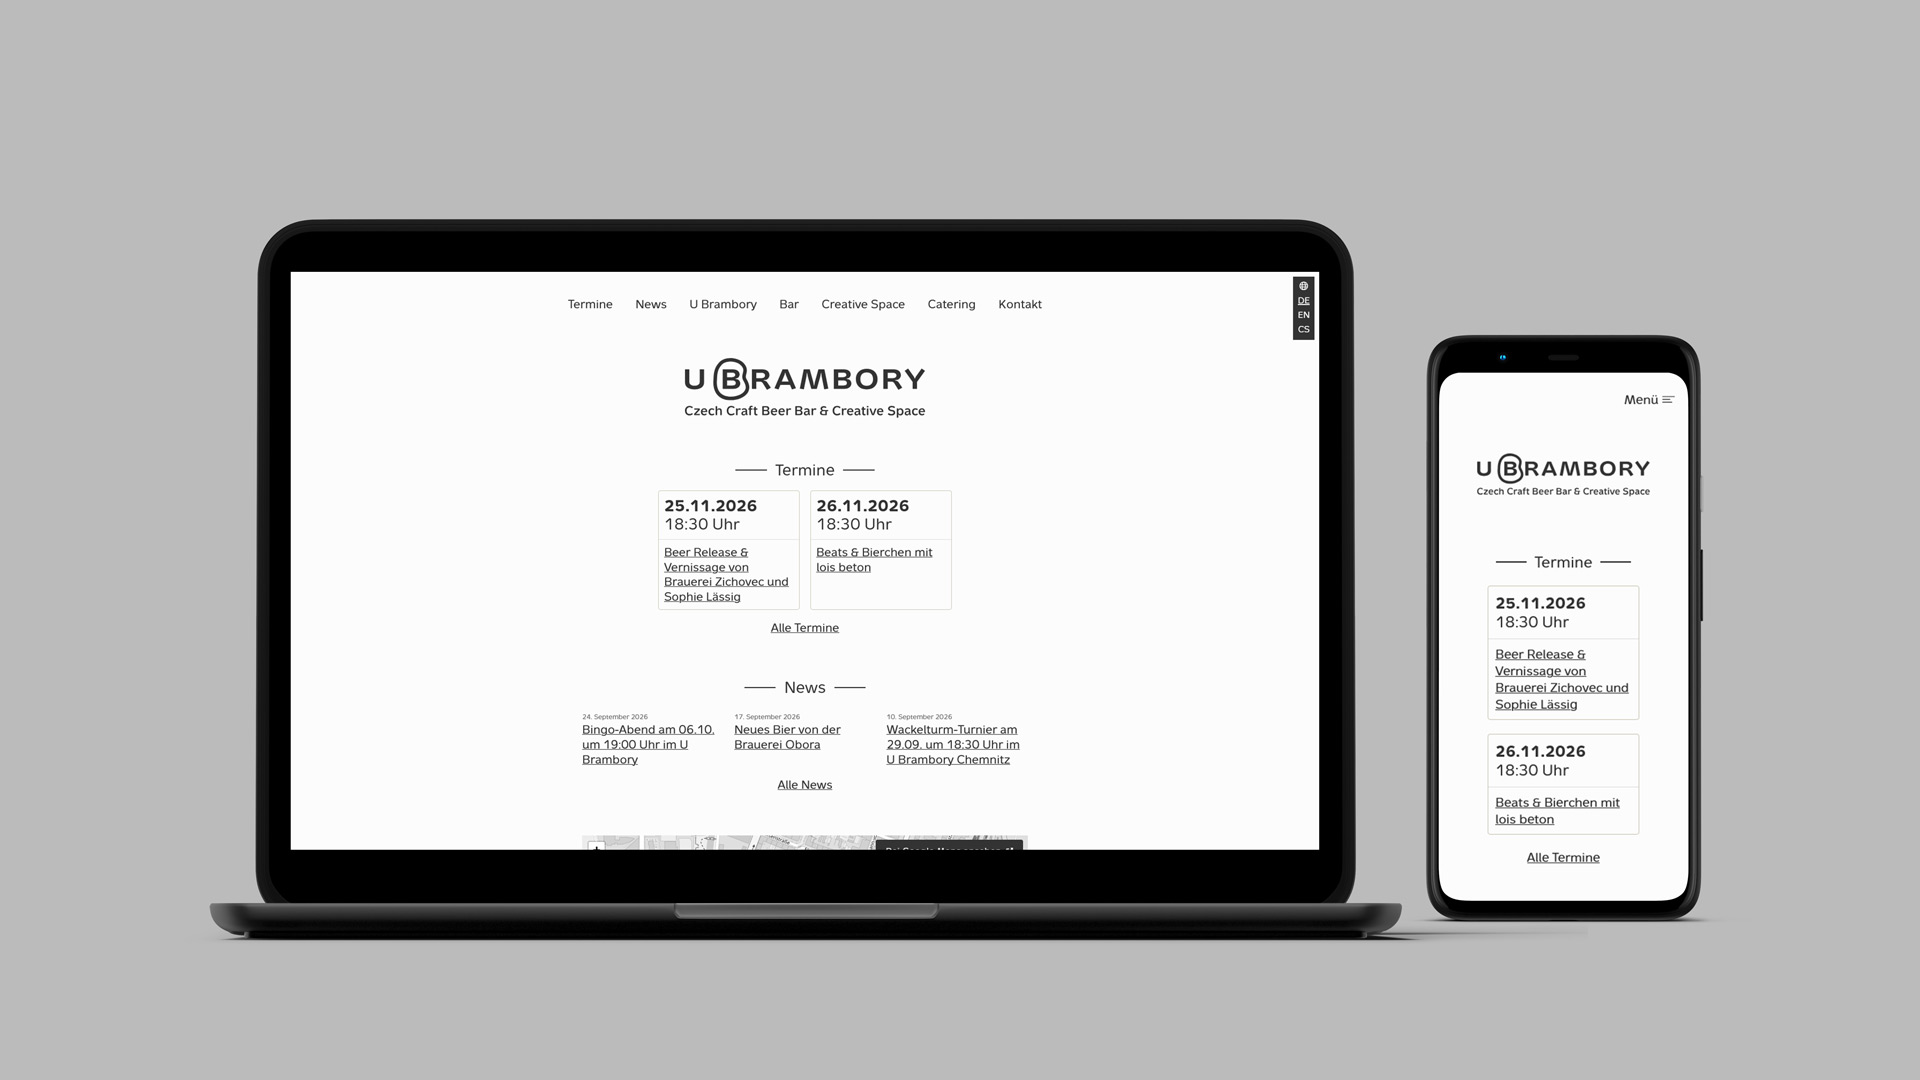 Termine News U Brambory Bar Creative Space Catering Kontakt
DE
EN
CS
U BRAMBORY
Czech Craft Beer Bar & Creative Space
Termine
25.11.2026
18:30 Uhr
Beer Release &
Vernissage von
Brauerei Zichovec und
Sophie Lässig
26.11.2026
18:30 Uhr
Beats & Bierchen mit
lois beton
Alle Termine
News
24. September 2026
Bingo-Abend am 06.10.
um 19:00 Uhr im U
Brambory
17. September 2026
Neues Bier von der
Brauerei Obora
10. September 2026
Wackelturm-Turnier am
29.09. um 18:30 Uhr im
U Brambory Chemnitz
Alle News
Menü
U BRAMBORY
Czech Craft Beer Bar & Creative Space
Termine
25.11.2026
18:30 Uhr
Beer Release &
Vernissage von
Brauerei Zichovec und
Sophie Lässig
26.11.2026
18:30 Uhr
Beats & Bierchen mit
lois beton
Alle Termine